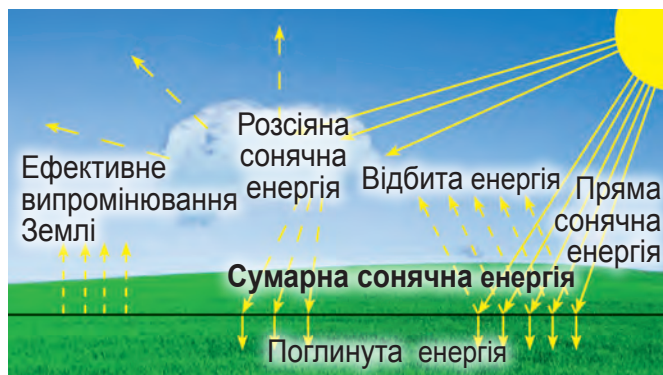 Розсіяна
сонячна
енергія
Ефективне
випромінювання
Землі
Відбита енергія
Пряма
сонячна
енергія
Сумарна сонячна енергія
Поглинута енергія